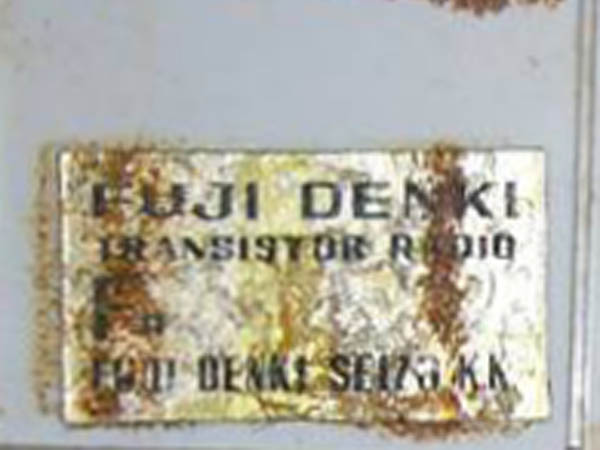 FUJI DENKI
TRANSISTOR RADIO
FUJI DENKI SEIZO K.K.